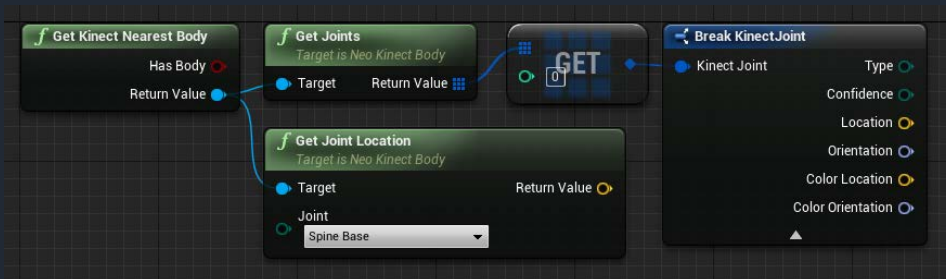 Get Kinect Nearest Body
Has Body
Return Value
Get Joints
Target is Neo Kinect Body
Target Return Value
GET
0
Break KinectJoint
Kinect Joint Type
Confidence
Location
Orientation
Color Location
Color Orientation
Get Joint Location
Target is Neo Kinect Body
Target Return Value
Joint
Spine Base